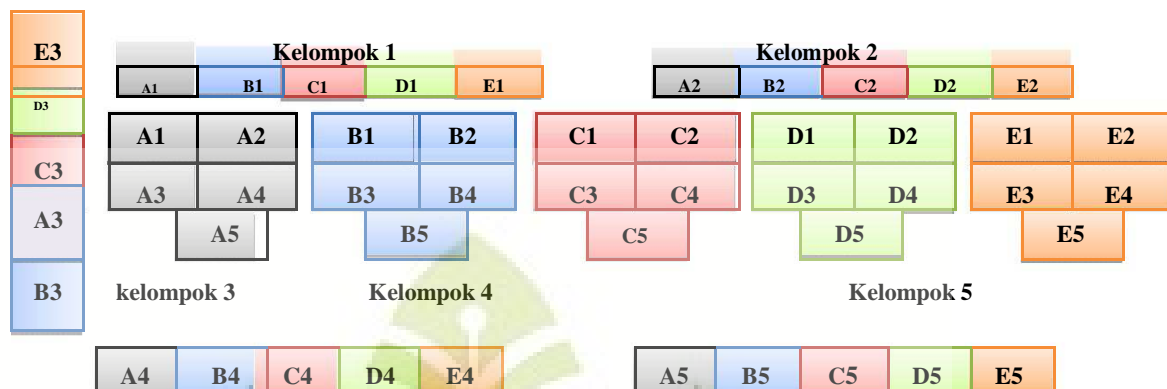 E3
D3
C3
A3
B3
Kelompok 1
A1 B1 C1 D1 E1
Kelompok 2
A2 B2 C2 D2 E2
A1 A2
A3 A4
A5
B1 B2
B3 B4
B5
C1 C2
C3 C4
C5
D1 D2
D3 D4
D5
E1 E2
E3 E4
E5
kelompok 3 Kelompok 4 Kelompok 5
A4 B4 C4 D4 E4
A5 B5 C5 D5 E5